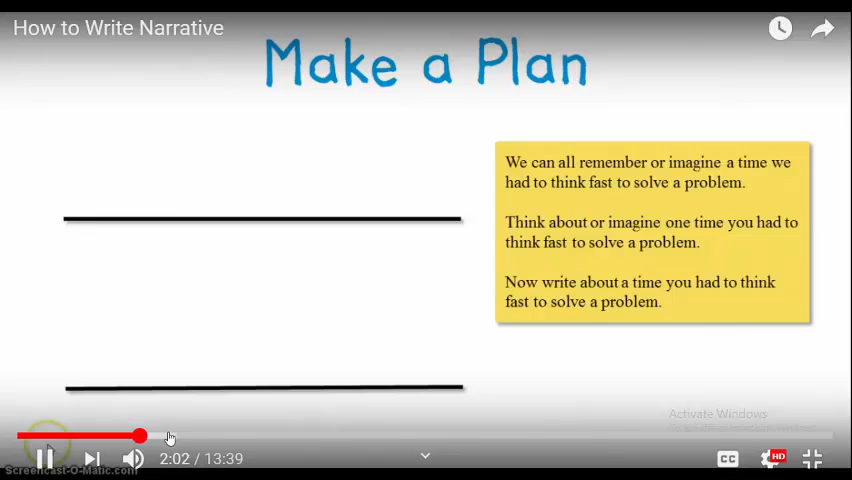 How to Write Narrative
Make a Plan
We can all remember or imagine a time we
had to think fast to solve a problem.
Think about or imagine one time you had to
think fast to solve a problem.
Now write about a time you had to think
fast to solve a problem.
Activate Windows
2:02 / 13:39
CC
HD
Screencast-O-Matic.com